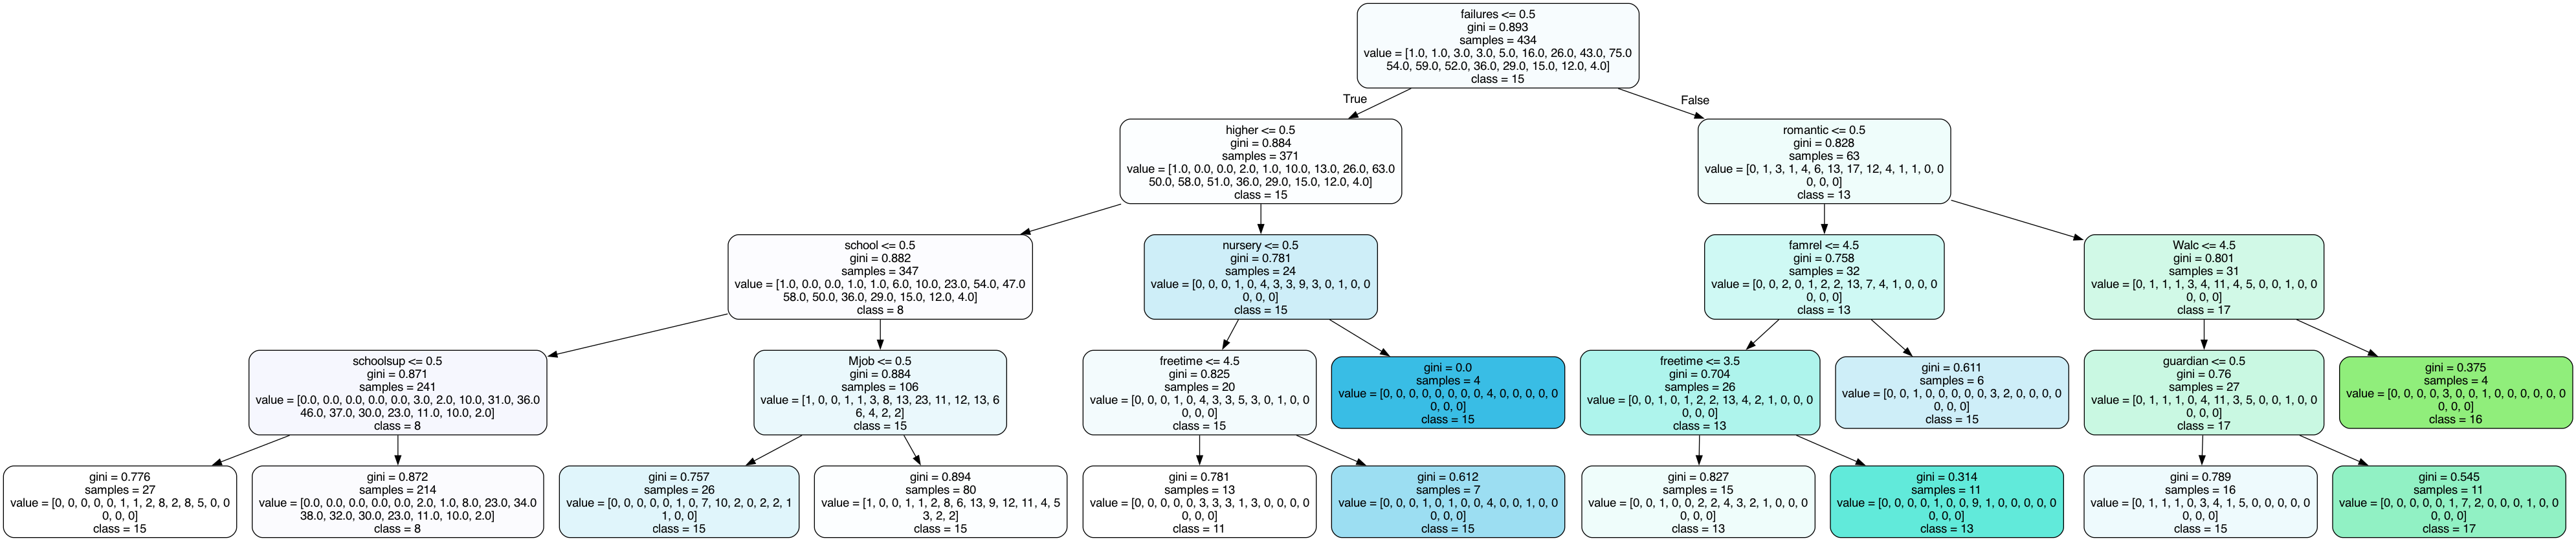 failures <= 0.5
gini = 0.893
samples = 434
value = [1.0, 1.0, 3.0, 3.0, 5.0, 16.0, 26.0, 43.0, 75.0
54.0, 59.0, 52.0, 36.0, 29.0, 15.0, 12.0, 4.0]
class = 15
True
False
higher <= 0.5
gini = 0.884
samples = 371
value = [1.0, 0.0, 0.0, 2.0, 1.0, 10.0, 13.0, 26.0, 63.0
50.0, 58.0, 51.0, 36.0, 29.0, 15.0, 12.0, 4.0]
class = 15
romantic <= 0.5
gini = 0.828
samples = 63
value = [0, 1, 3, 1, 4, 6, 13, 17, 12, 4, 1, 1, 0, 0
0, 0, 0]
class = 13
school <= 0.5
gini = 0.882
samples = 347
value = [1.0, 0.0, 0.0, 1.0, 1.0, 6.0, 10.0, 23.0, 54.0, 47.0
58.0, 50.0, 36.0, 29.0, 15.0, 12.0, 4.0]
class = 8
nursery <= 0.5
gini = 0.781
samples = 24
value = [0, 0, 0, 1, 0, 4, 3, 3, 9, 3, 0, 1, 0, 0
0, 0, 0]
class = 15
famrel <= 4.5
gini = 0.758
samples = 32
value = [0, 0, 2, 0, 1, 2, 2, 13, 7, 4, 1, 0, 0, 0
0, 0, 0]
class = 13
Walc <= 4.5
gini = 0.801
samples = 31
value = [0, 1, 1, 1, 3, 4, 11, 4, 5, 0, 0, 1, 0, 0
0, 0, 0]
class = 17
schoolsup <= 0.5
gini = 0.871
samples = 241
value = [0.0, 0.0, 0.0, 0.0, 0.0, 3.0, 2.0, 10.0, 31.0, 36.0
46.0, 37.0, 30.0, 23.0, 11.0, 10.0, 2.0]
class = 8
Mjob <= 0.5
gini = 0.884
samples = 106
value = [1, 0, 0, 1, 1, 3, 8, 13, 23, 11, 12, 13, 6
6, 4, 2, 2]
class = 15
freetime <= 4.5
gini = 0.825
samples = 20
value = [0, 0, 0, 1, 0, 4, 3, 3, 5, 3, 0, 1, 0, 0
0, 0, 0]
class = 15
gini = 0.0
samples = 4
value = [0, 0, 0, 0, 0, 0, 0, 0, 4, 0, 0, 0, 0, 0
0, 0, 0]
class = 15
freetime <= 3.5
gini = 0.704
samples = 26
value = [0, 0, 1, 0, 1, 2, 2, 13, 4, 2, 1, 0, 0, 0
0, 0, 0]
class = 13
gini = 0.611
samples = 6
value = [0, 0, 1, 0, 0, 0, 0, 0, 3, 2, 0, 0, 0, 0
0, 0, 0]
class = 15
guardian <= 0.5
gini = 0.76
samples = 27
value = [0, 1, 1, 1, 0, 4, 11, 3, 5, 0, 0, 1, 0, 0
0, 0, 0]
class = 17
gini = 0.375
samples = 4
value = [0, 0, 0, 0, 3, 0, 0, 1, 0, 0, 0, 0, 0, 0
0, 0, 0]
class = 16
gini = 0.776
samples = 27
value = [0, 0, 0, 0, 0, 1, 1, 2, 8, 2, 8, 5, 0, 0
0, 0, 0]
class = 15
gini = 0.872
samples = 214
value = [0.0, 0.0, 0.0, 0.0, 0.0, 2.0, 1.0, 8.0, 23.0, 34.0
38.0, 32.0, 30.0, 23.0, 11.0, 10.0, 2.0]
class = 8
gini = 0.757
samples = 26
value = [0, 0, 0, 0, 0, 1, 0, 7, 10, 2, 0, 2, 2, 1
1, 0, 0]
class = 15
gini = 0.894
samples = 80
value = [1, 0, 0, 1, 1, 2, 8, 6, 13, 9, 12, 11, 4, 5
3, 2, 2]
class = 15
gini = 0.781
samples = 13
value = [0, 0, 0, 0, 0, 3, 3, 3, 1, 3, 0, 0, 0, 0
0, 0, 0]
class = 11
gini = 0.612
samples = 7
value = [0, 0, 0, 1, 0, 1, 0, 0, 4, 0, 0, 1, 0, 0
0, 0, 0]
class = 15
gini = 0.827
samples = 15
value = [0, 0, 1, 0, 0, 2, 2, 4, 3, 2, 1, 0, 0, 0
0, 0, 0]
class = 13
gini = 0.314
samples = 11
value = [0, 0, 0, 0, 1, 0, 0, 9, 1, 0, 0, 0, 0, 0
0, 0, 0]
class = 13
gini = 0.789
samples = 16
value = [0, 1, 1, 1, 0, 3, 4, 1, 5, 0, 0, 0, 0, 0
0, 0, 0]
class = 15
gini = 0.545
samples = 11
value = [0, 0, 0, 0, 0, 1, 7, 2, 0, 0, 0, 1, 0, 0
0, 0, 0]
class = 17